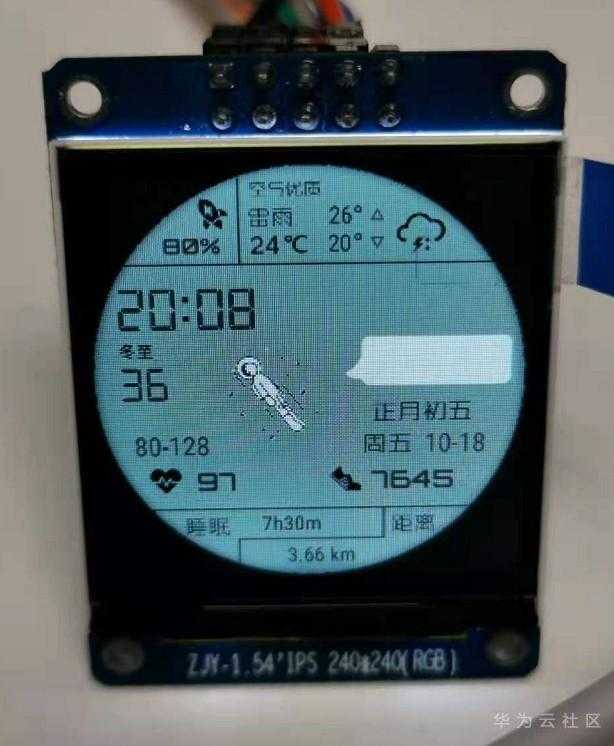 空气优质
雷雨 26° △
80% 24℃ 20° ▽
20:08
冬至
36
正月初五
80-128 周五 10-18
97 7645
睡眠 7h30m 距离
3.66 km
ZJY-1.54'IPS 240*240(RGB)
华为云社区